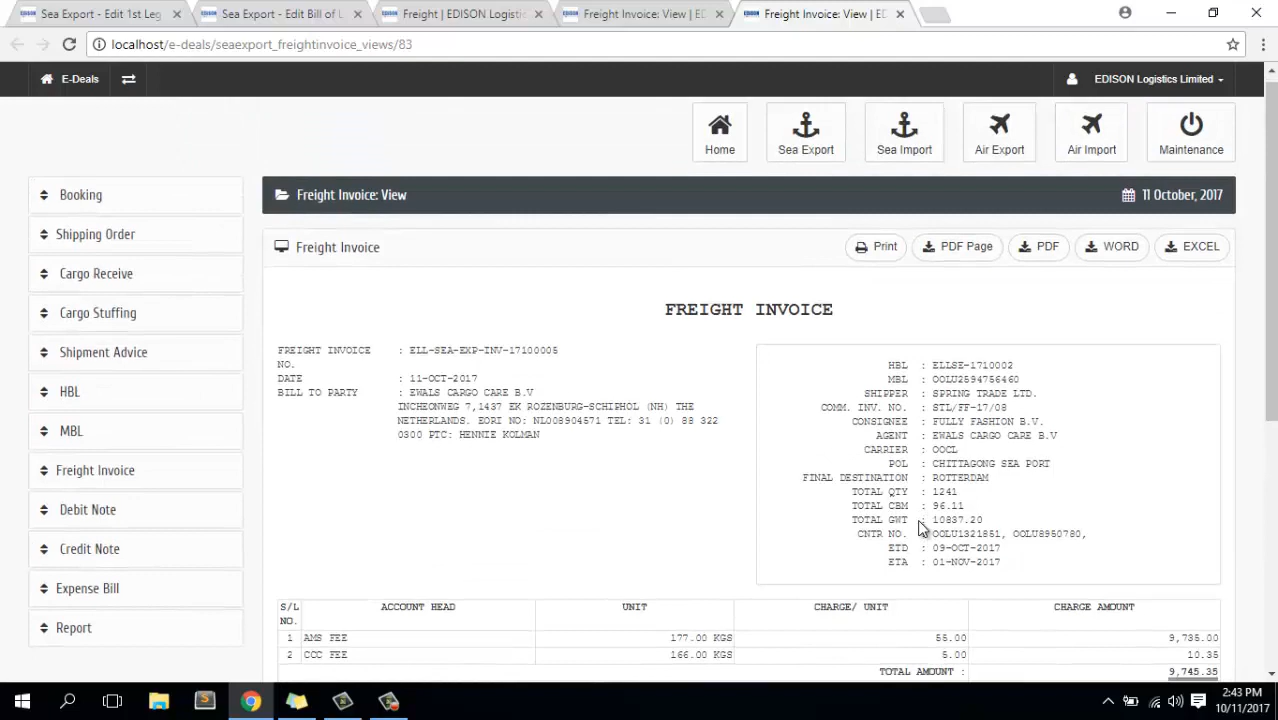 Sea Export - Edit 1st Leg
Sea Export - Edit Bill of L
Freight | EDISON Logistic
Freight Invoice: View | ED
Freight Invoice: View | ED
localhost/e-deals/seaexport_freightinvoice_views/83
E-Deals
EDISON Logistics Limited
Home
Sea Export
Sea Import
Air Export
Air Import
Maintenance
Booking
Shipping Order
Cargo Receive
Cargo Stuffing
Shipment Advice
HBL
MBL
Freight Invoice
Debit Note
Credit Note
Expense Bill
Report
Freight Invoice: View
11 October, 2017
Freight Invoice
Print
PDF Page
PDF
WORD
EXCEL
FREIGHT INVOICE
FREIGHT INVOICE NO. : ELL-SEA-EXP-INV-17100005
DATE : 11-OCT-2017
BILL TO PARTY : EWALS CARGO CARE B.V
INCHEONWEG 7,1437 EK ROZENBURG-SCHIPHOL (NH) THE
NETHERLANDS. EORI NO: NL008904571 TEL: 31 (0) 88 322
0300 PTC: HENNIE KOLMAN
HBL : ELLSE-1710002
MBL : OOLU2594756460
SHIPPER : SPRING TRADE LTD.
COMM. INV. NO. : STL/FF-17/08
CONSIGNEE : FULLY FASHION B.V.
AGENT : EWALS CARGO CARE B.V
CARRIER : OOCL
POL : CHITTAGONG SEA PORT
FINAL DESTINATION : ROTTERDAM
TOTAL QTY : 1241
TOTAL CBM : 96.11
TOTAL GWT : 10837.20
CNTR NO. : OOLU1321851, OOLU8950780,
ETD : 09-OCT-2017
ETA : 01-NOV-2017
S/L NO. ACCOUNT HEAD UNIT CHARGE/ UNIT CHARGE AMOUNT
1 AMS FEE 177.00 KGS 55.00 9,735.00
2 CCC FEE 166.00 KGS 5.00 10.35
TOTAL AMOUNT : 9,745.35
2:43 PM
10/11/2017